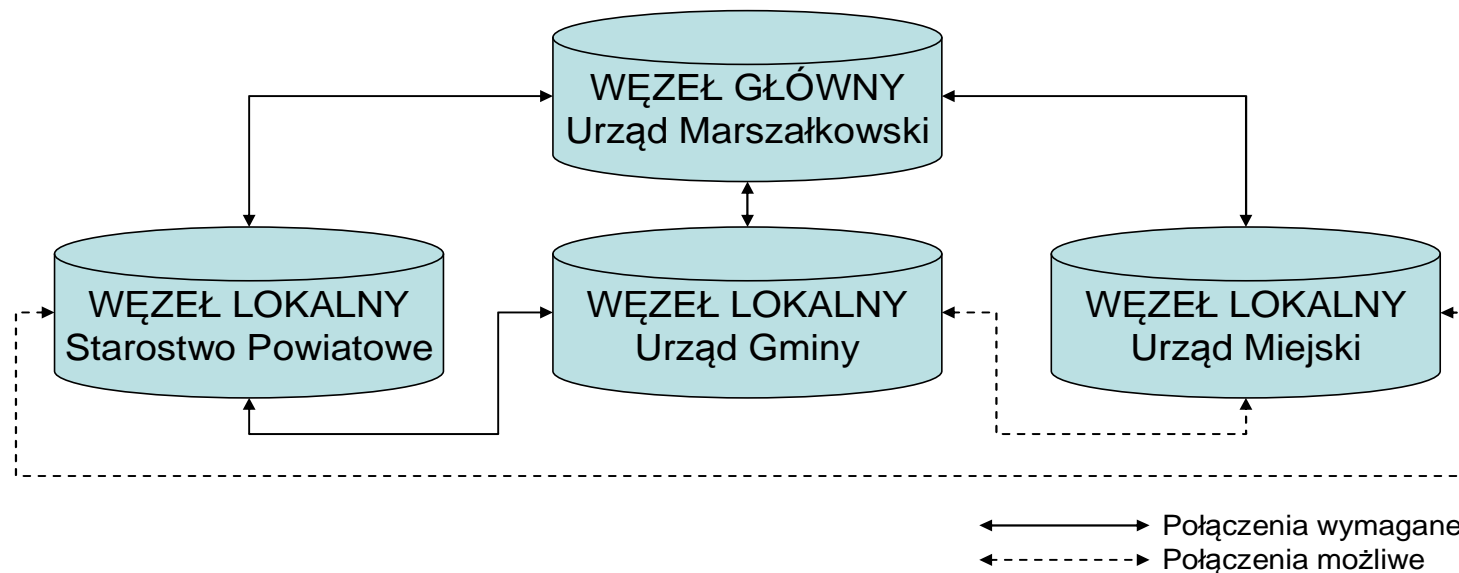 WĘZEŁ GŁÓWNY
Urząd Marszałkowski
WĘZEŁ LOKALNY
Starostwo Powiatowe
WĘZEŁ LOKALNY
Urząd Gminy
WĘZEŁ LOKALNY
Urząd Miejski
Połączenia wymagane
Połączenia możliwe